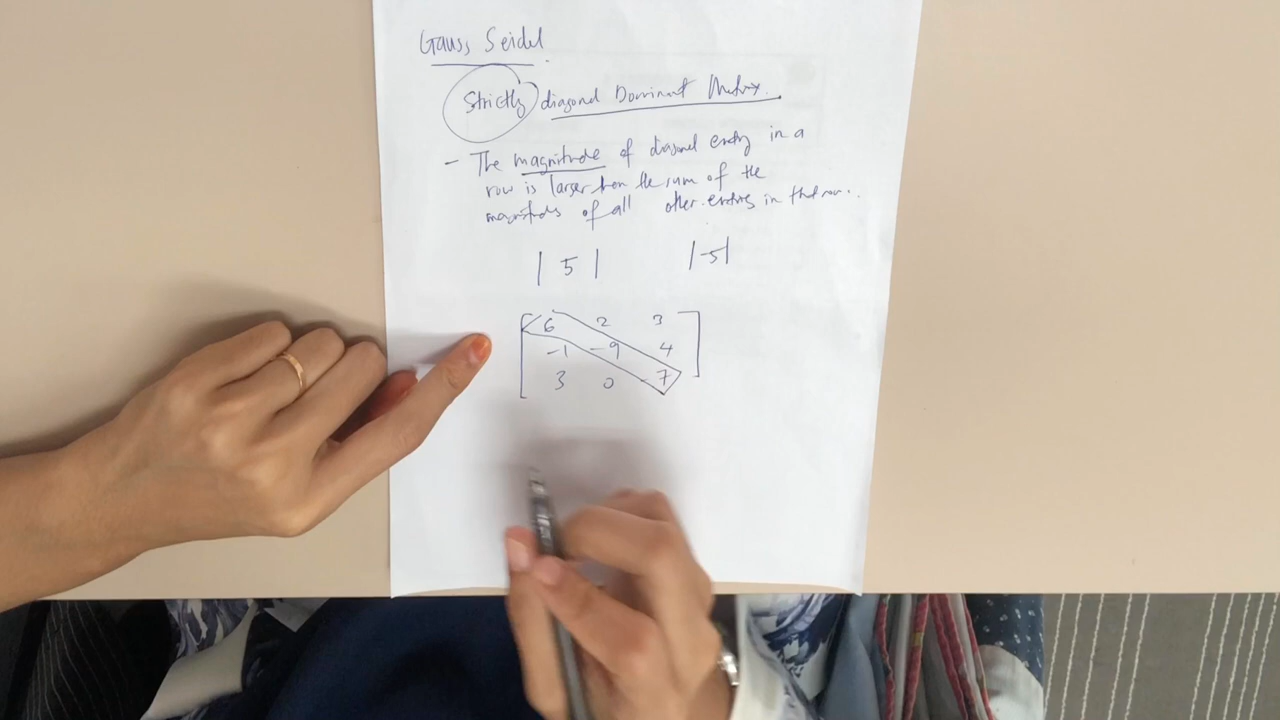 Gauss Seidel
Strictly diagonal Dominant Matrix.
- The magnitude of diagonal entry in a
row is larger than the sum of the
magnitudes of all other entries in that row.
|5| |-5|
6 2 3
-1 -9 4
3 0 -7